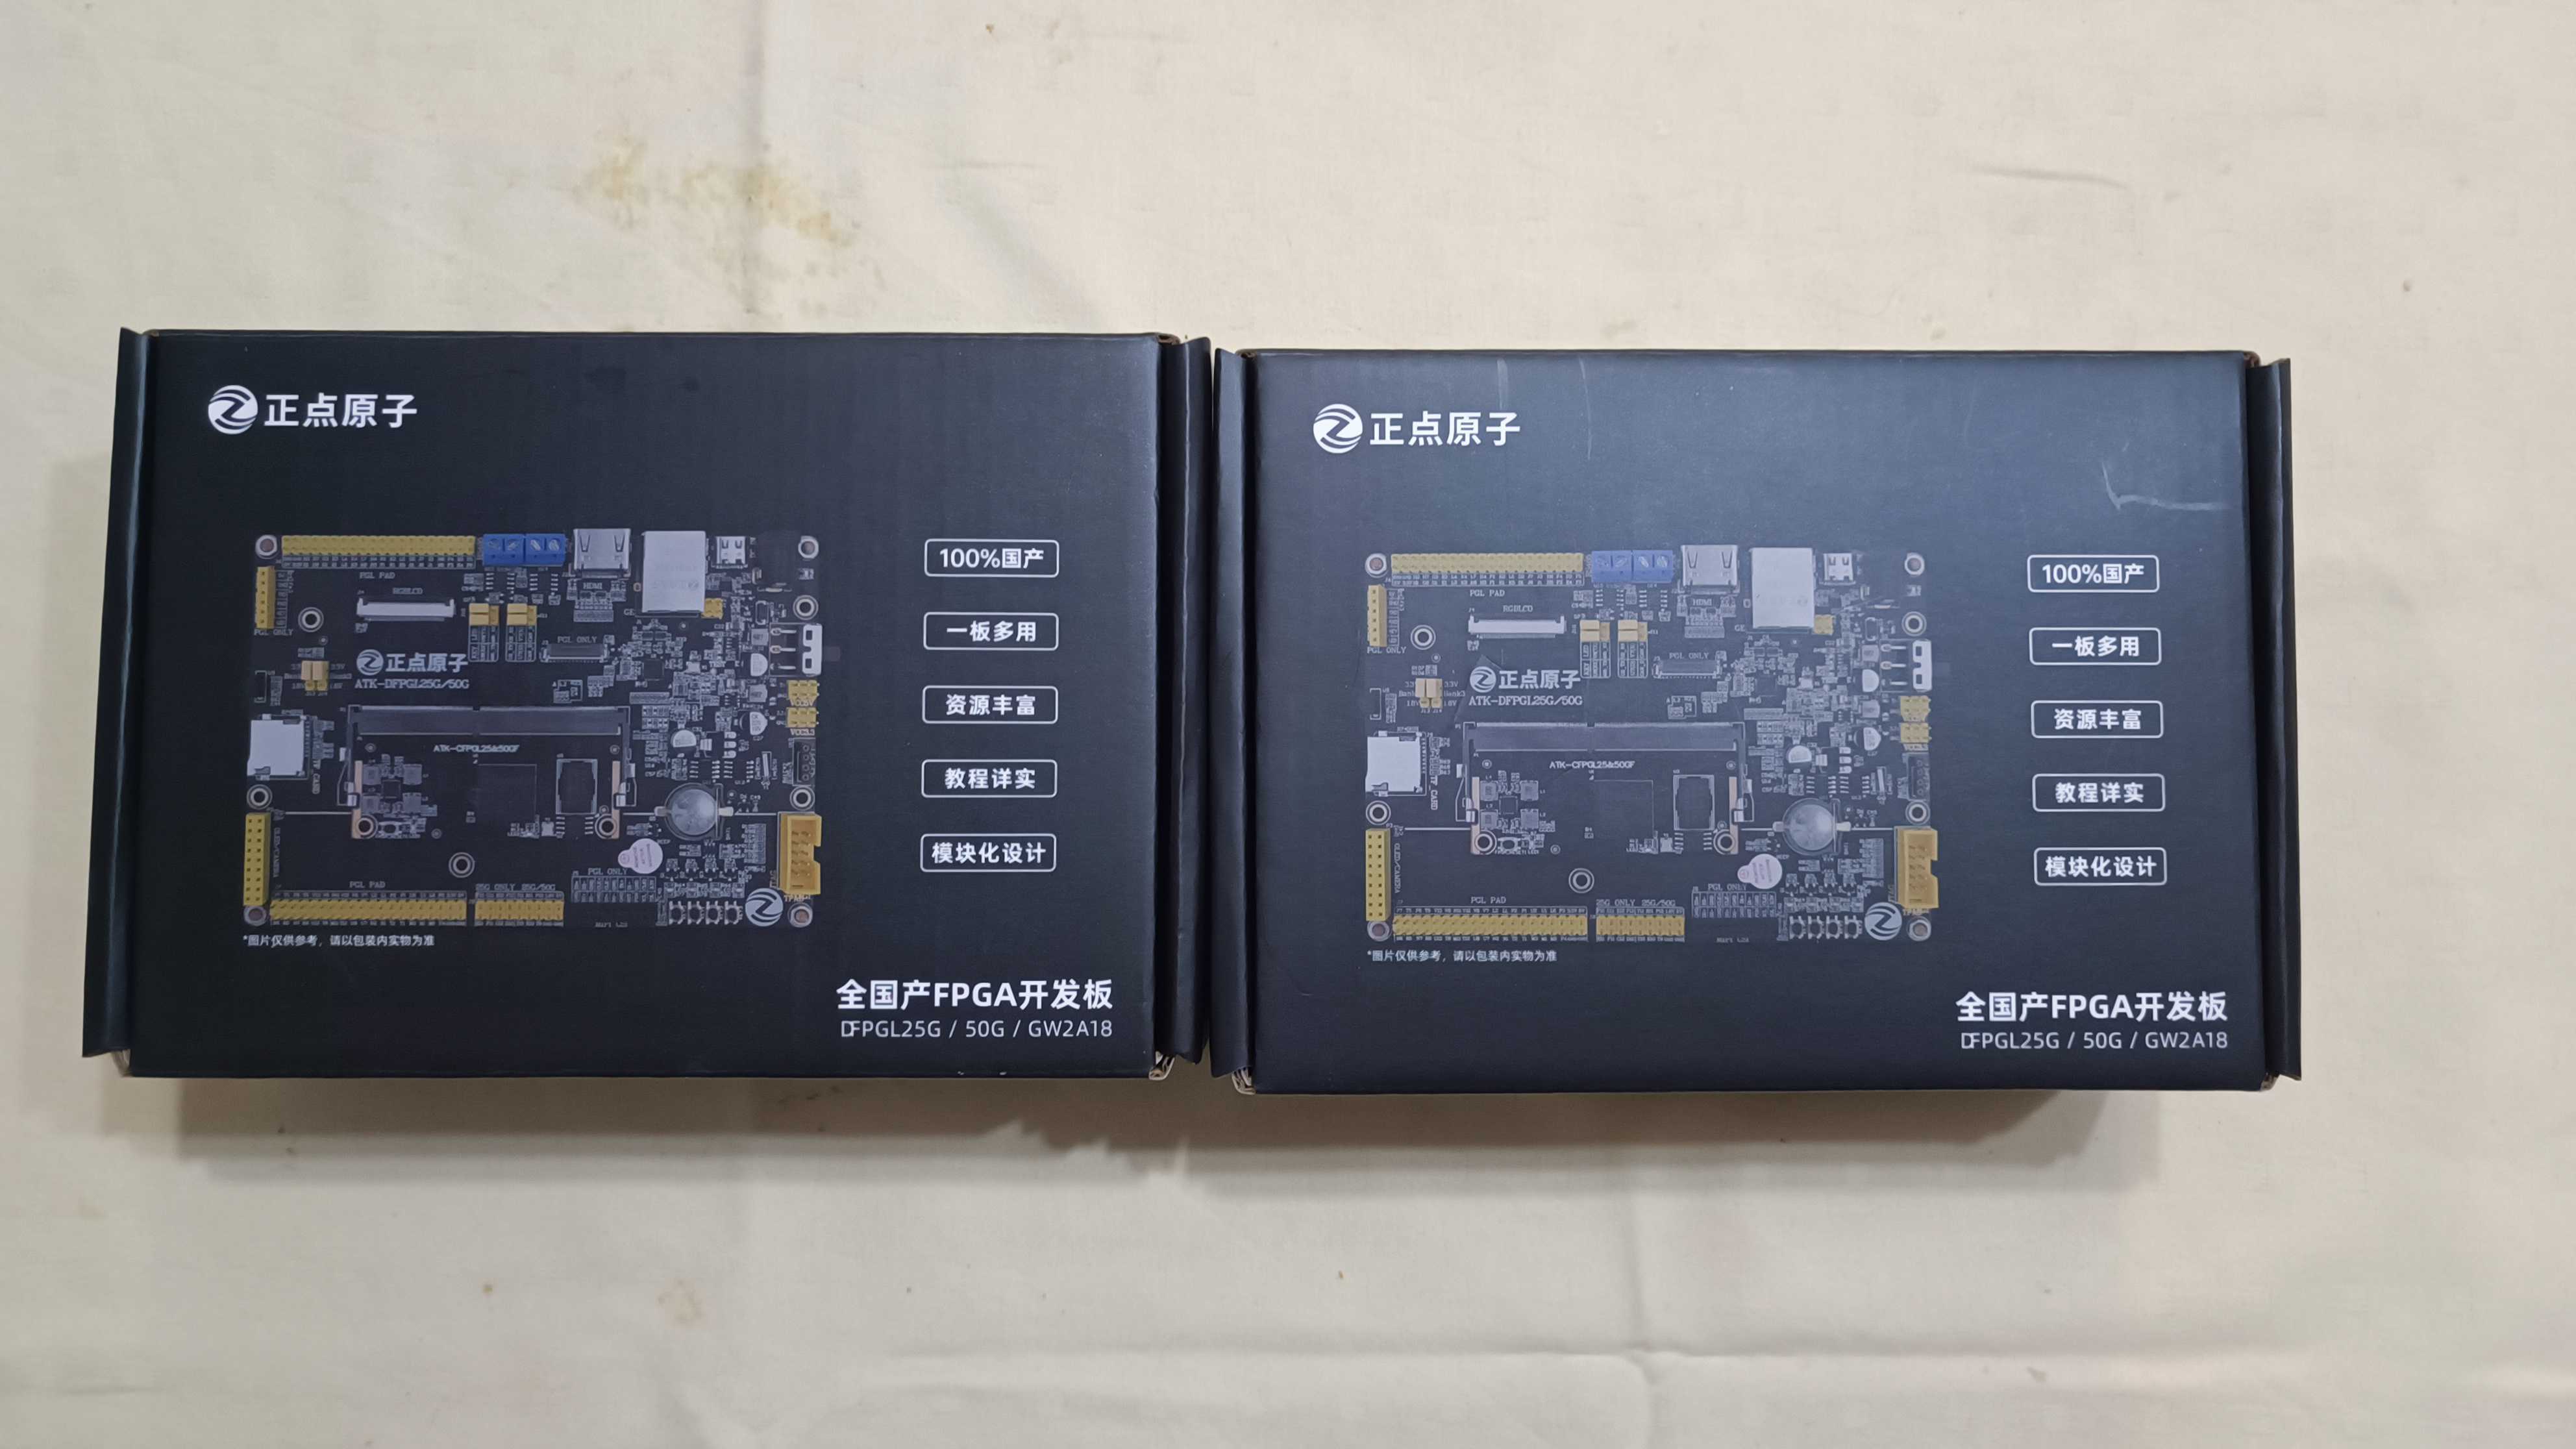 正点原子
PGL PAD
RGBLCD
HDMI
PGL ONLY
PGL ONLY
正点原子
ATK-DFPGL25G/50G
ATK-CFPGL25&50GF
TF CARD
PGL PAD
25G ONLY 25G/50G
PGL ONLY
*图片仅供参考，请以包装内实物为准
100%国产
一板多用
资源丰富
教程详实
模块化设计
全国产FPGA开发板
DFPGL25G / 50G / GW2A18
正点原子
PGL PAD
RGBLCD
HDMI
PGL ONLY
PGL ONLY
正点原子
ATK-DFPGL25G/50G
ATK-CFPGL25&50GF
TF CARD
PGL PAD
25G ONLY 25G/50G
PGL ONLY
*图片仅供参考，请以包装内实物为准
100%国产
一板多用
资源丰富
教程详实
模块化设计
全国产FPGA开发板
DFPGL25G / 50G / GW2A18